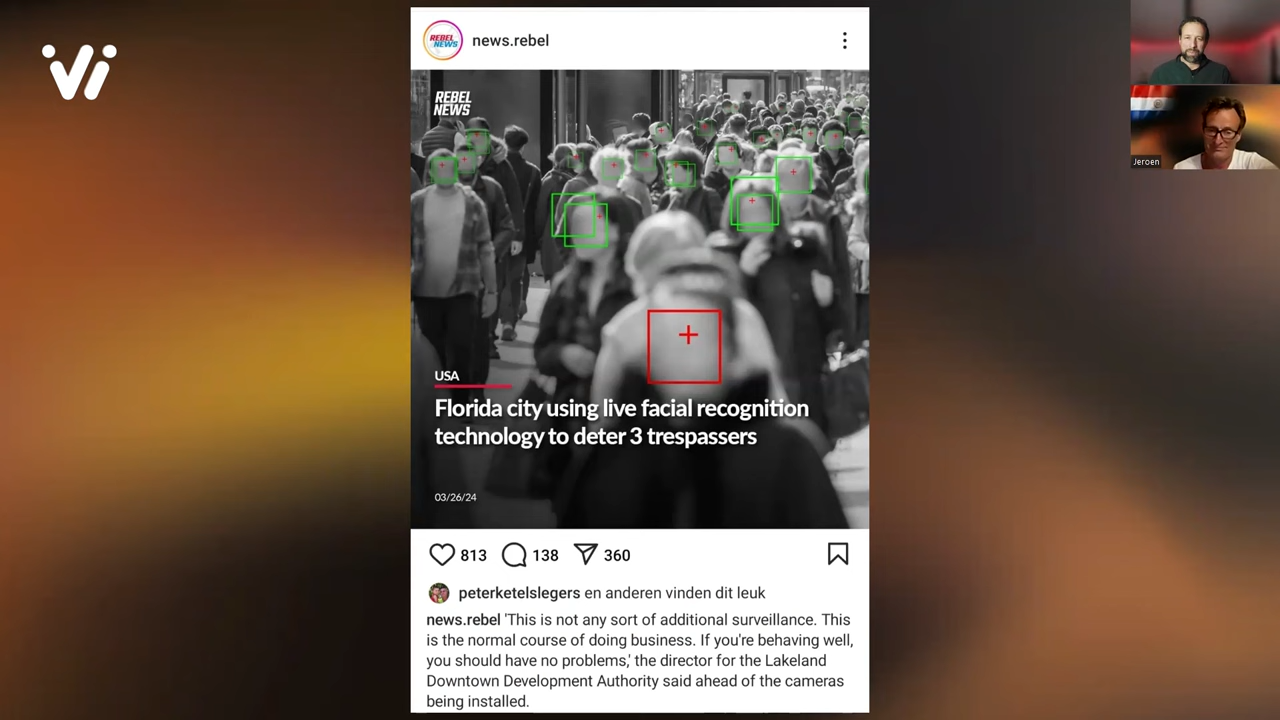 Vi
REBEL
NEWS
news.rebel
REBEL
NEWS
Jeroen
USA
Florida city using live facial recognition
technology to deter 3 trespassers
03/26/24
813 138 360
peterketelslegers en anderen vinden dit leuk
news.rebel 'This is not any sort of additional surveillance. This
is the normal course of doing business. If you're behaving well,
you should have no problems,' the director for the Lakeland
Downtown Development Authority said ahead of the cameras
being installed.